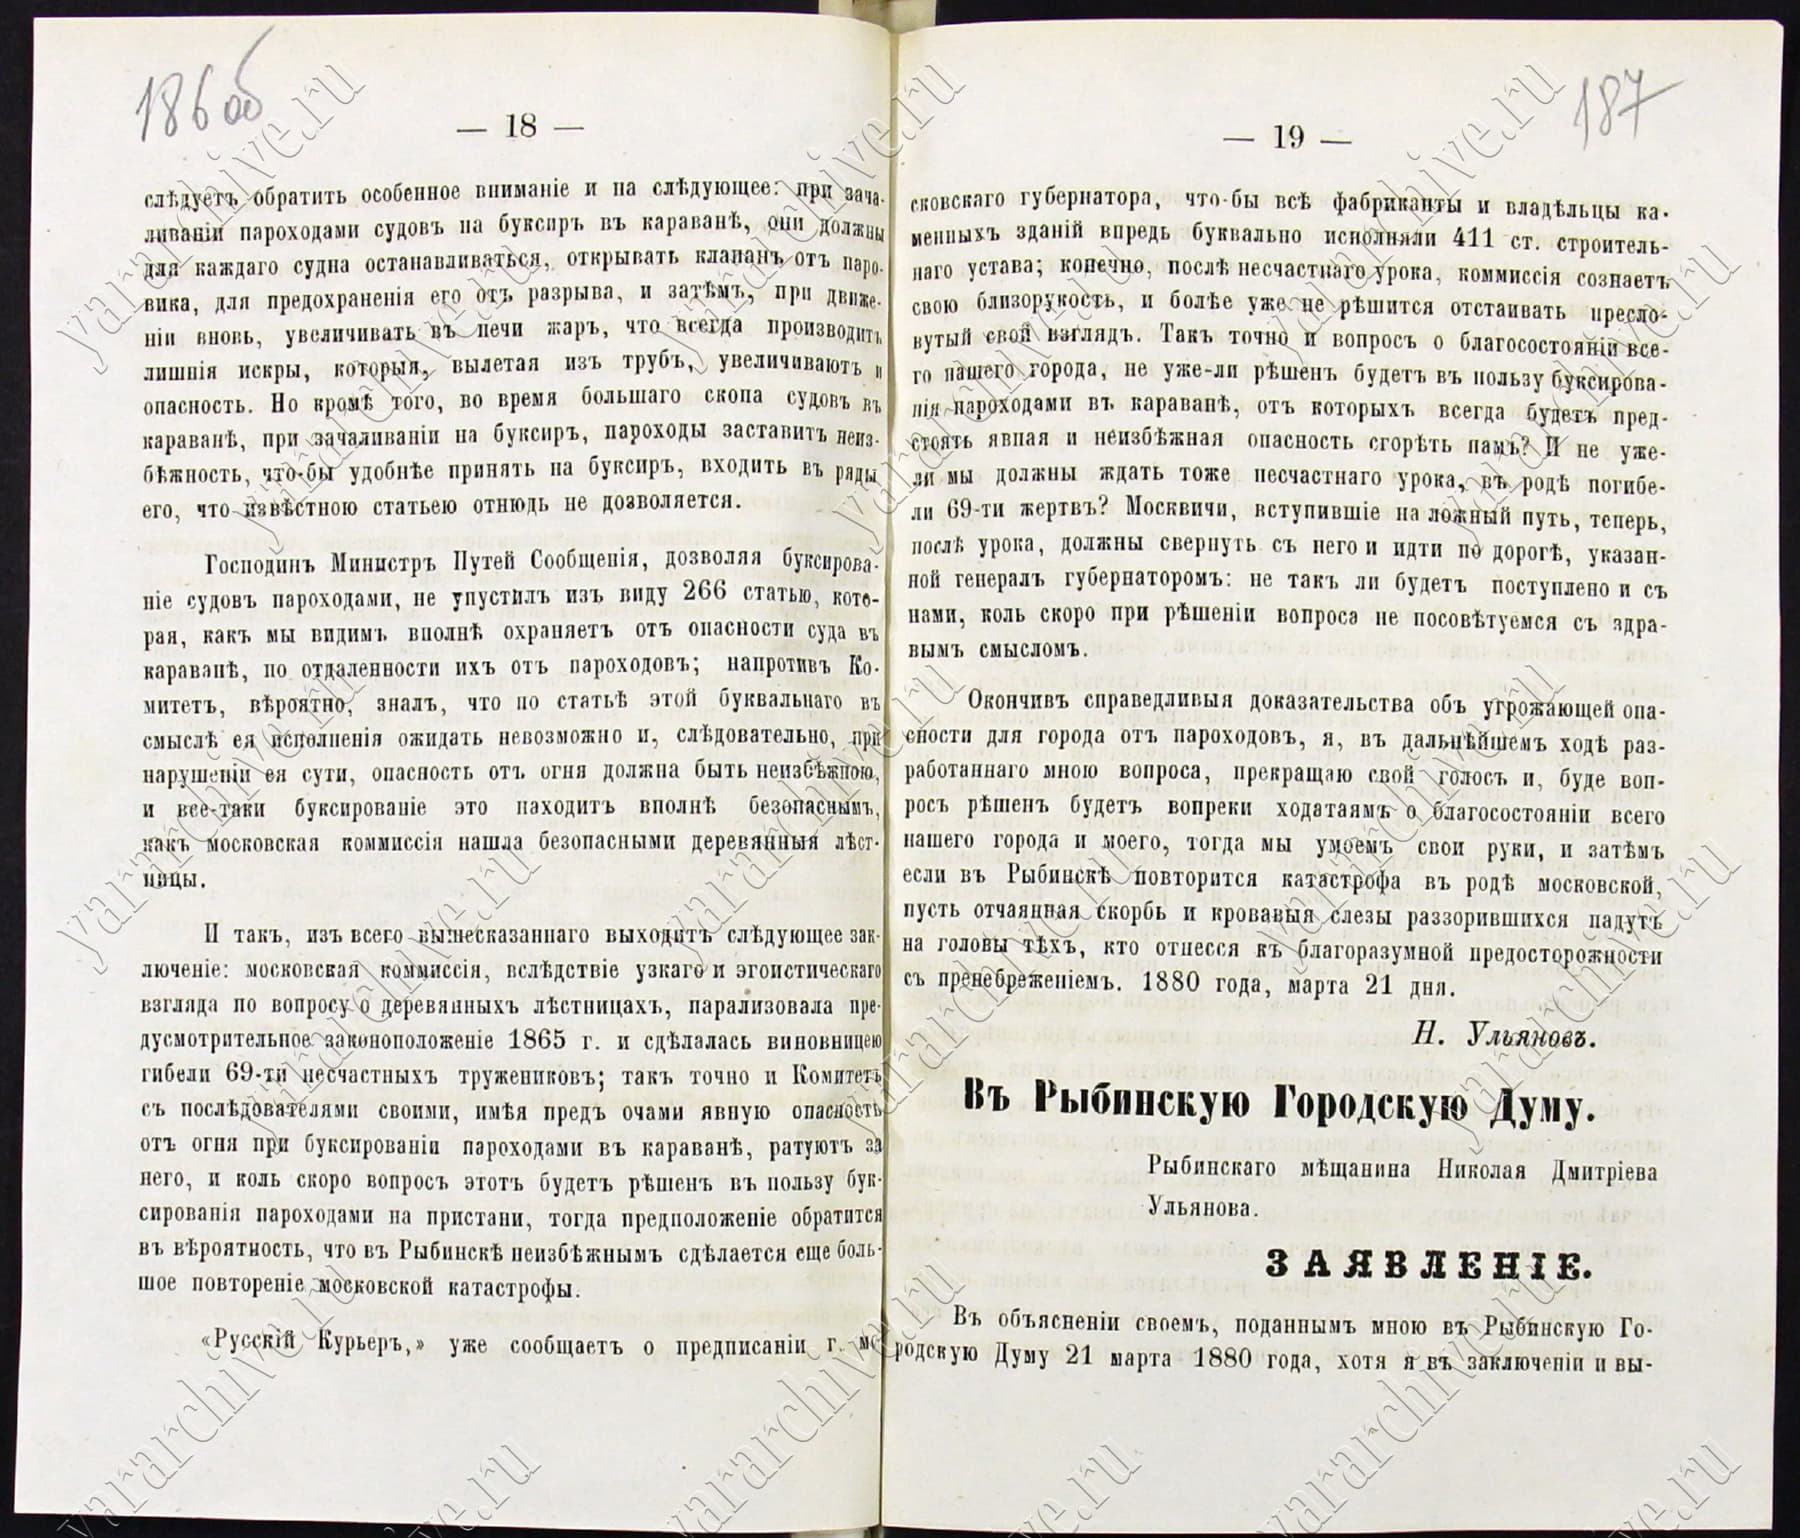 186 об
— 18 —
слѣдуетъ обратить особенное вниманіе и на слѣдующее: при зача-
ливаніи пароходами судовъ на буксиръ въ караванѣ, они должны
для каждаго судна останавливаться, открывать клапанъ отъ паро-
вика, для предохраненія его отъ разрыва, и затѣмъ, при движе-
ніи вновь, увеличивать въ печи жаръ, что всегда производитъ
лишнія искры, которыя, вылетая изъ трубъ, увеличиваютъ и
опасность. Но кромѣ того, во время большаго скопа судовъ въ
караванѣ, при зачаливаніи на буксиръ, пароходы заставитъ неиз-
бѣжность, что-бы удобнѣе принять на буксиръ, входить въ ряды
его, что извѣстною статьею отнюдь не дозволяется.
Господинъ Министръ Путей Сообщенія, дозволяя буксирова-
ніе судовъ пароходами, не упустилъ изъ виду 266 статью, кото-
рая, какъ мы видимъ вполнѣ охраняетъ отъ опасности суда въ
караванѣ, по отдаленности ихъ отъ пароходовъ; напротивъ Ко-
митетъ, вѣроятно, зналъ, что по статьѣ этой буквальнаго въ
смыслѣ ея исполненія ожидать невозможно и, слѣдовательно, при
нарушеніи ея сути, опасность отъ огня должна быть неизбѣжною,
и все-таки буксированіе это находитъ вполнѣ безопаснымъ,
какъ московская коммиссія нашла безопасными деревянныя лѣст-
ницы.
И такъ, изъ всего вышесказаннаго выходитъ слѣдующее зак-
люченіе: московская коммиссія, вслѣдствіе узкаго и эгоистическаго
взгляда по вопросу о деревянныхъ лѣстницахъ, парализовала пре-
дусмотрительное законоположеніе 1865 г. и сдѣлалась виновницею
гибели 69-ти несчастныхъ тружениковъ; такъ точно и Комитетъ
съ послѣдователями своими, имѣя предъ очами явную опасность
отъ огня при буксированіи пароходами въ караванѣ, ратуютъ за
него, и коль скоро вопросъ этотъ будетъ рѣшенъ въ пользу бук-
сированія пароходами на пристани, тогда предположеніе обратится
въ вѣроятность, что въ Рыбинскѣ неизбѣжнымъ сдѣлается еще боль-
шое повтореніе московской катастрофы.
«Русскій Курьеръ,» уже сообщаетъ о предписаніи г. мо-
187
— 19 —
сковскаго губернатора, что-бы всѣ фабриканты и владѣльцы ка-
менныхъ зданій впредь буквально исполняли 411 ст. строитель-
наго устава; конечно, послѣ несчастнаго урока, коммиссія сознаетъ
свою близорукость, и болѣе уже не рѣшится отстаивать пресло-
вутый свой взглядъ. Такъ точно и вопросъ о благосостояніи все-
го нашего города, не уже-ли рѣшенъ будетъ въ пользу буксирова-
нія пароходами въ караванѣ, отъ которыхъ всегда будетъ пред-
стоять явная и неизбѣжная опасность сгорѣть намъ? И не уже-
ли мы должны ждать тоже несчастнаго урока, въ родѣ погибе-
ли 69-ти жертвъ? Москвичи, вступившіе на ложный путь, теперь,
послѣ урока, должны свернуть съ него и идти по дорогѣ, указан-
ной генералъ губернаторомъ: не такъ ли будетъ поступлено и съ
нами, коль скоро при рѣшеніи вопроса не посовѣтуемся съ здра-
вымъ смысломъ.
Окончивъ справедливыя доказательства объ угрожающей опа-
сности для города отъ пароходовъ, я, въ дальнѣйшемъ ходѣ раз-
работаннаго мною вопроса, прекращаю свой голосъ и, буде воп-
росъ рѣшенъ будетъ вопреки ходатаямъ о благосостояніи всего
нашего города и моего, тогда мы умоемъ свои руки, и затѣмъ
если въ Рыбинскѣ повторится катастрофа въ родѣ московской,
пусть отчаянная скорбь и кровавыя слезы раззорившихся падутъ
на головы тѣхъ, кто отнесся къ благоразумной предосторожности
съ пренебреженіемъ. 1880 года, марта 21 дня.
Н. Ульяновъ.
Въ Рыбинскую Городскую Думу.
Рыбинскаго мѣщанина Николая Дмитріева
Ульянова.
ЗАЯВЛЕНІЕ.
Въ объясненіи своемъ, поданнымъ мною въ Рыбинскую Го-
родскую Думу 21 марта 1880 года, хотя я въ заключеніи и вы-